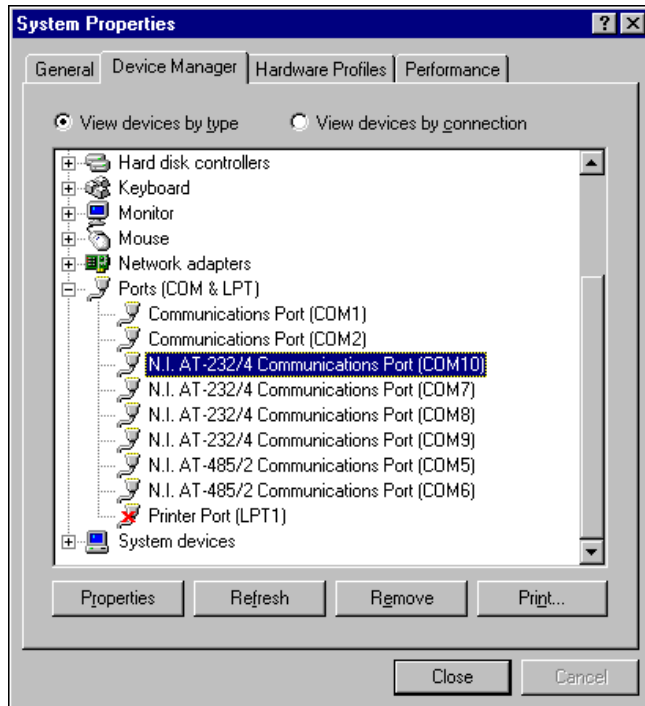 System Properties
General Device Manager Hardware Profiles Performance
View devices by type View devices by connection
Hard disk controllers
Keyboard
Monitor
Mouse
Network adapters
Ports (COM & LPT)
Communications Port (COM1)
Communications Port (COM2)
N.I. AT-232/4 Communications Port (COM10)
N.I. AT-232/4 Communications Port (COM7)
N.I. AT-232/4 Communications Port (COM8)
N.I. AT-232/4 Communications Port (COM9)
N.I. AT-485/2 Communications Port (COM5)
N.I. AT-485/2 Communications Port (COM6)
Printer Port (LPT1)
System devices
Properties Refresh Remove Print...
Close Cancel